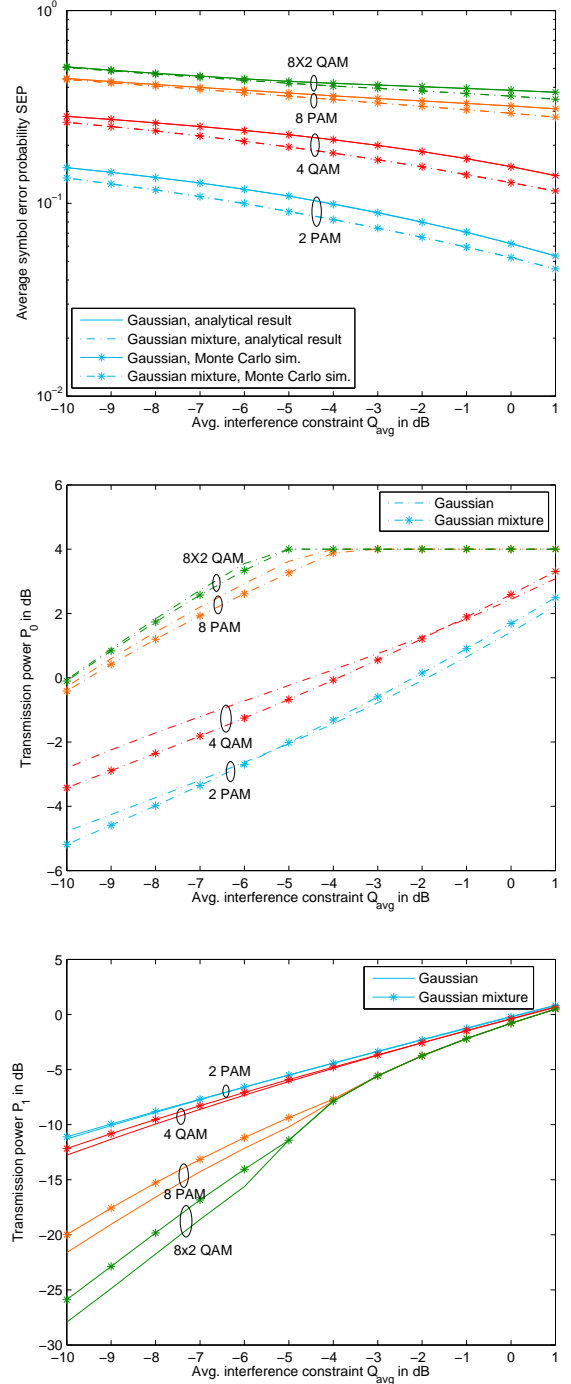 10^0
10^−1
10^−2
Average symbol error probability SEP
8X2 QAM
8 PAM
4 QAM
2 PAM
Gaussian, analytical result
Gaussian mixture, analytical result
Gaussian, Monte Carlo sim.
Gaussian mixture, Monte Carlo sim.
−10 −9 −8 −7 −6 −5 −4 −3 −2 −1 0 1
Avg. interference constraint Q_avg in dB
6
4
2
0
−2
−4
−6
Transmission power P_0 in dB
Gaussian
Gaussian mixture
8X2 QAM
8 PAM
4 QAM
2 PAM
−10 −9 −8 −7 −6 −5 −4 −3 −2 −1 0 1
Avg. interference constraint Q_avg in dB
5
0
−5
−10
−15
−20
−25
−30
Transmission power P_1 in dB
Gaussian
Gaussian mixture
2 PAM
4 QAM
8 PAM
8x2 QAM
−10 −9 −8 −7 −6 −5 −4 −3 −2 −1 0 1
Avg. interference constraint Q_avg in dB